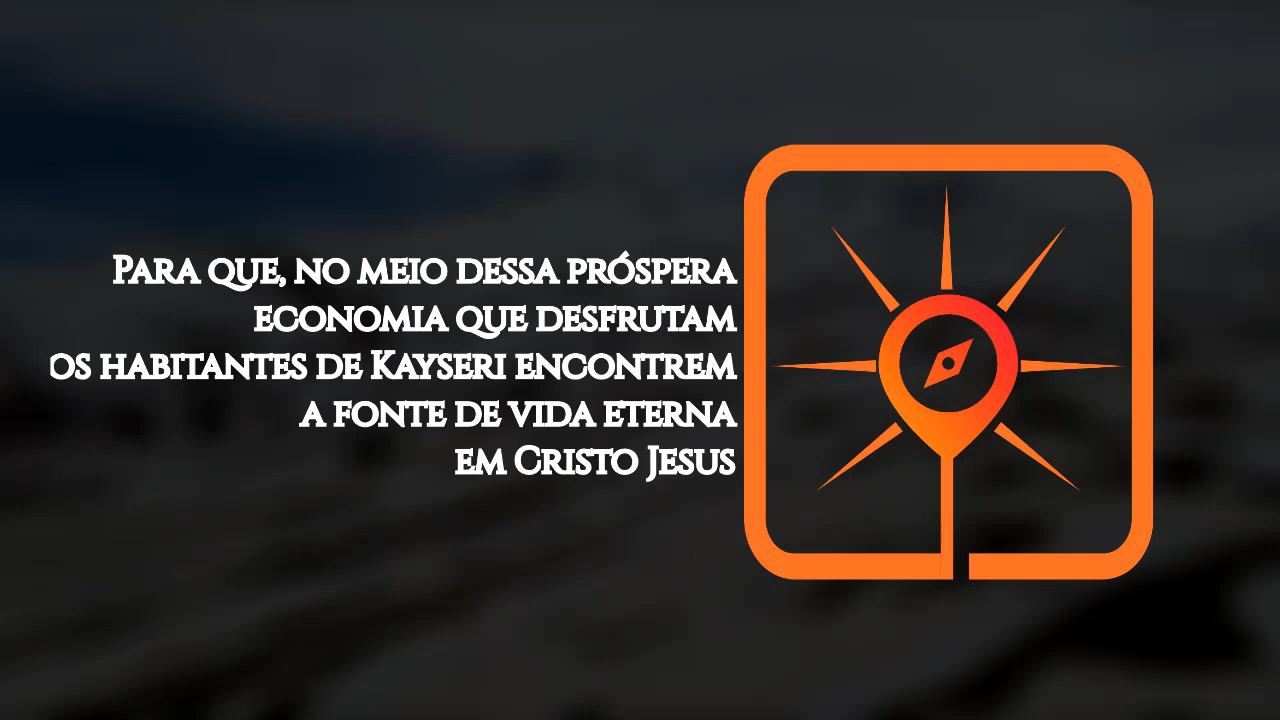 Para que, no meio dessa próspera
economia que desfrutam
os habitantes de Kayseri encontrem
a fonte de vida eterna
em Cristo Jesus